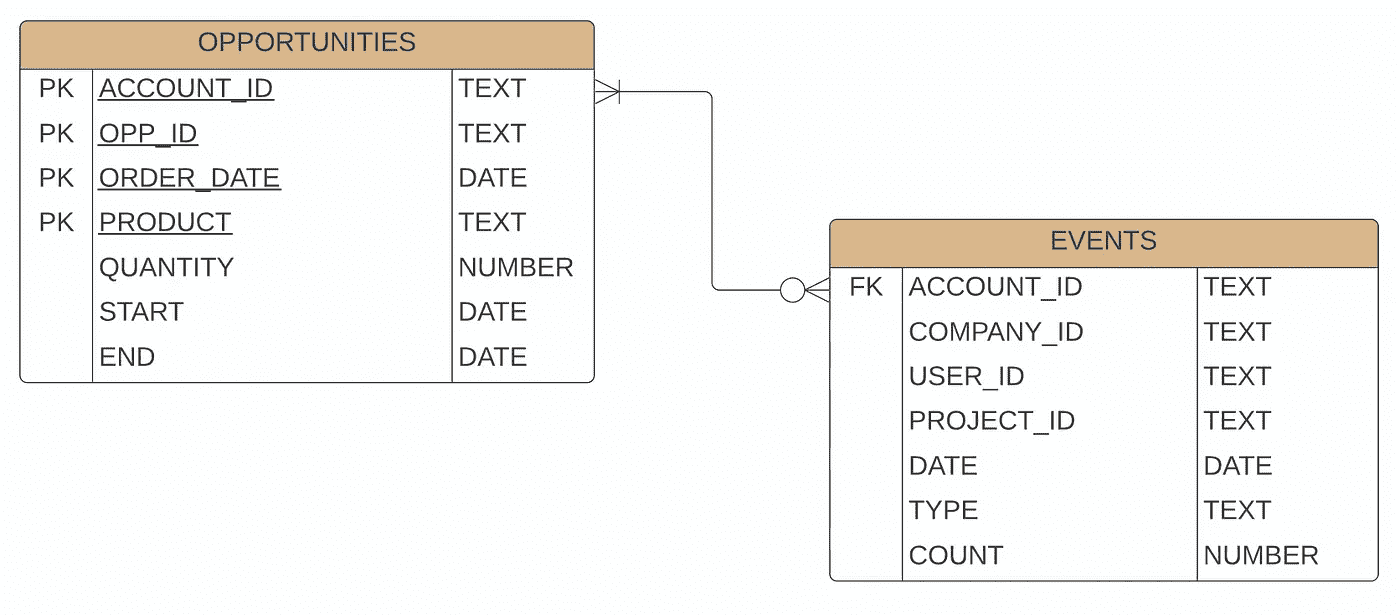 OPPORTUNITIES
PK ACCOUNT_ID TEXT
PK OPP_ID TEXT
PK ORDER_DATE DATE
PK PRODUCT TEXT
QUANTITY NUMBER
START DATE
END DATE
EVENTS
FK ACCOUNT_ID TEXT
COMPANY_ID TEXT
USER_ID TEXT
PROJECT_ID TEXT
DATE DATE
TYPE TEXT
COUNT NUMBER